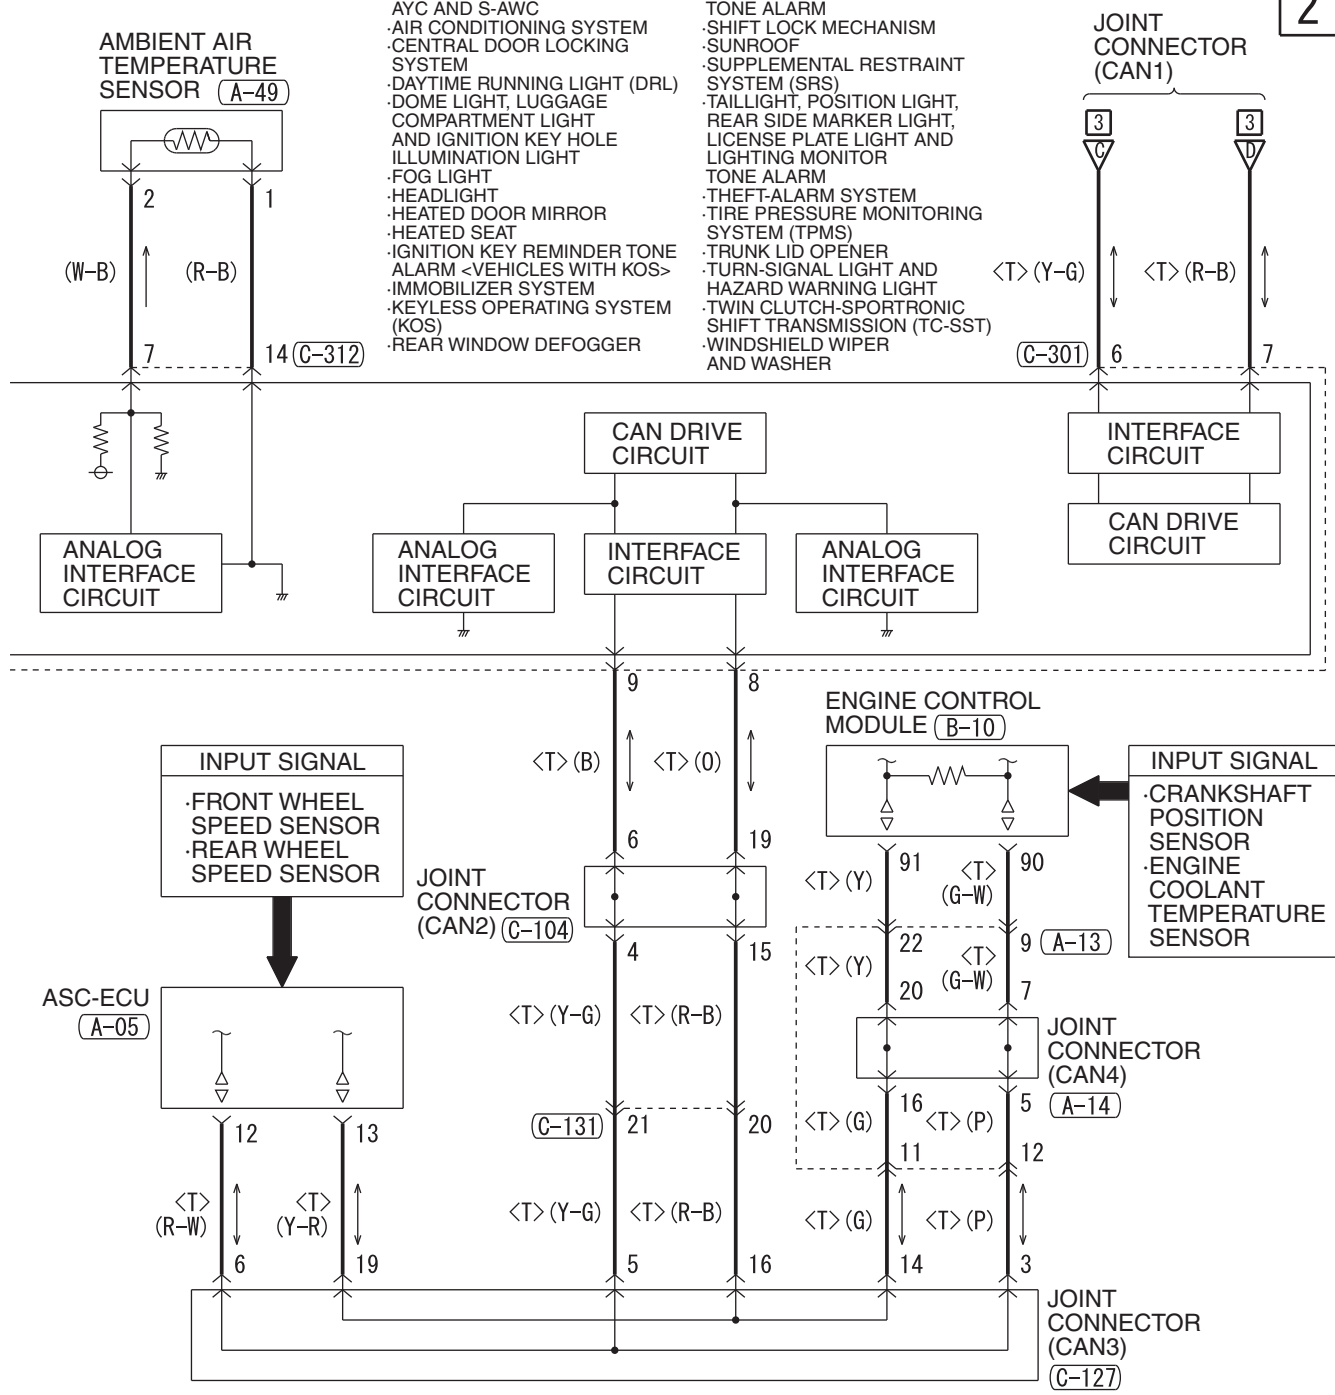 AYC AND S-AWC
·AIR CONDITIONING SYSTEM
·CENTRAL DOOR LOCKING
SYSTEM
·DAYTIME RUNNING LIGHT (DRL)
·DOME LIGHT, LUGGAGE
COMPARTMENT LIGHT
AND IGNITION KEY HOLE
ILLUMINATION LIGHT
·FOG LIGHT
·HEADLIGHT
·HEATED DOOR MIRROR
·HEATED SEAT
·IGNITION KEY REMINDER TONE
ALARM <VEHICLES WITH KOS>
·IMMOBILIZER SYSTEM
·KEYLESS OPERATING SYSTEM
(KOS)
·REAR WINDOW DEFOGGER
TONE ALARM
·SHIFT LOCK MECHANISM
·SUNROOF
·SUPPLEMENTAL RESTRAINT
SYSTEM (SRS)
·TAILLIGHT, POSITION LIGHT,
REAR SIDE MARKER LIGHT,
LICENSE PLATE LIGHT AND
LIGHTING MONITOR
TONE ALARM
·THEFT-ALARM SYSTEM
·TIRE PRESSURE MONITORING
SYSTEM (TPMS)
·TRUNK LID OPENER
·TURN-SIGNAL LIGHT AND
HAZARD WARNING LIGHT
·TWIN CLUTCH-SPORTRONIC
SHIFT TRANSMISSION (TC-SST)
·WINDSHIELD WIPER
AND WASHER
2
AMBIENT AIR
TEMPERATURE
SENSOR A-49
2 1
(W-B) (R-B)
7 14 C-312
JOINT
CONNECTOR
(CAN1)
3 3
C D
<T>(Y-G) <T>(R-B)
C-301 6 7
CAN DRIVE
CIRCUIT
INTERFACE
CIRCUIT
CAN DRIVE
CIRCUIT
ANALOG
INTERFACE
CIRCUIT
ANALOG
INTERFACE
CIRCUIT
INTERFACE
CIRCUIT
ANALOG
INTERFACE
CIRCUIT
9 8
<T>(B) <T>(O)
6 19
JOINT
CONNECTOR
(CAN2) C-104
4 15
<T>(Y-G) <T>(R-B)
C-131 21 20
<T>(Y-G) <T>(R-B)
5 16
INPUT SIGNAL
·FRONT WHEEL
SPEED SENSOR
·REAR WHEEL
SPEED SENSOR
ASC-ECU
A-05
12 13
<T>
(R-W)
<T>
(Y-R)
6 19
ENGINE CONTROL
MODULE B-10
INPUT SIGNAL
·CRANKSHAFT
POSITION
SENSOR
·ENGINE
COOLANT
TEMPERATURE
SENSOR
91 90
<T>(Y) <T>
(G-W)
22 9 A-13
<T>(Y) <T>
(G-W)
20 7
JOINT
CONNECTOR
(CAN4)
A-14
16 5
<T>(G) <T>(P)
11 12
<T>(G) <T>(P)
14 3
JOINT
CONNECTOR
(CAN3)
C-127